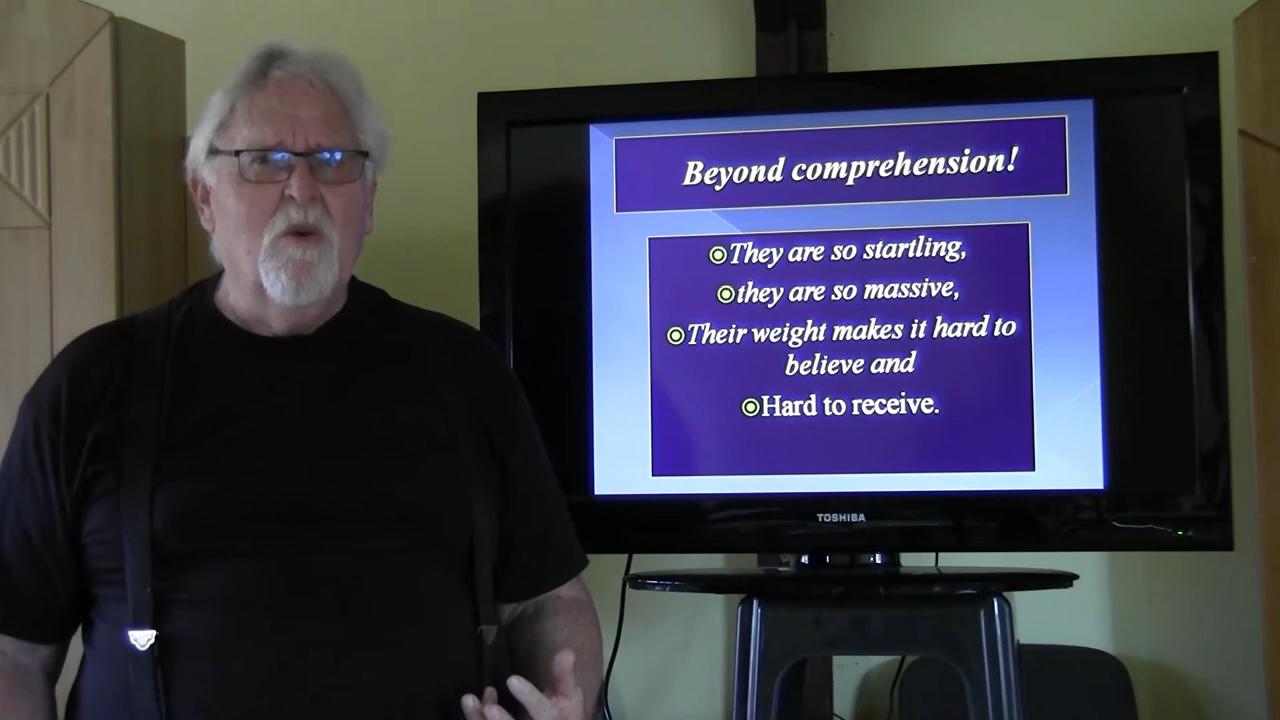 Beyond comprehension!
They are so startling,
they are so massive,
Their weight makes it hard to
believe and
Hard to receive.
TOSHIBA